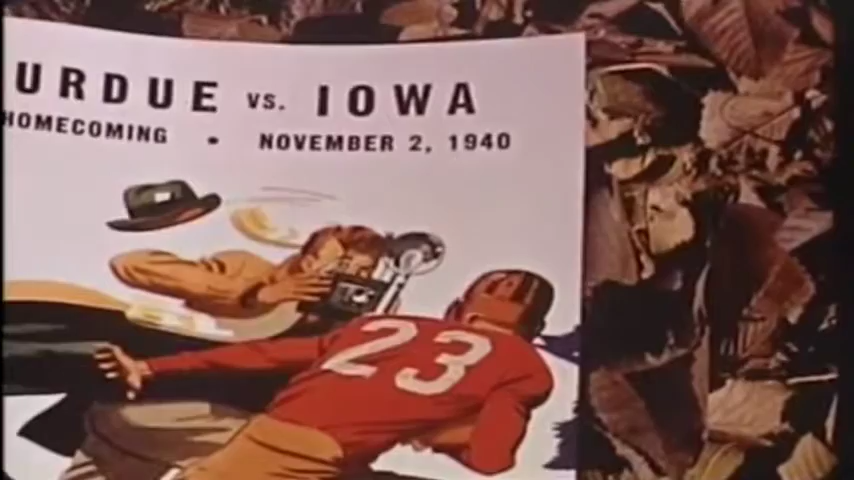 URDUE VS. IOWA
HOMECOMING • NOVEMBER 2, 1940
23